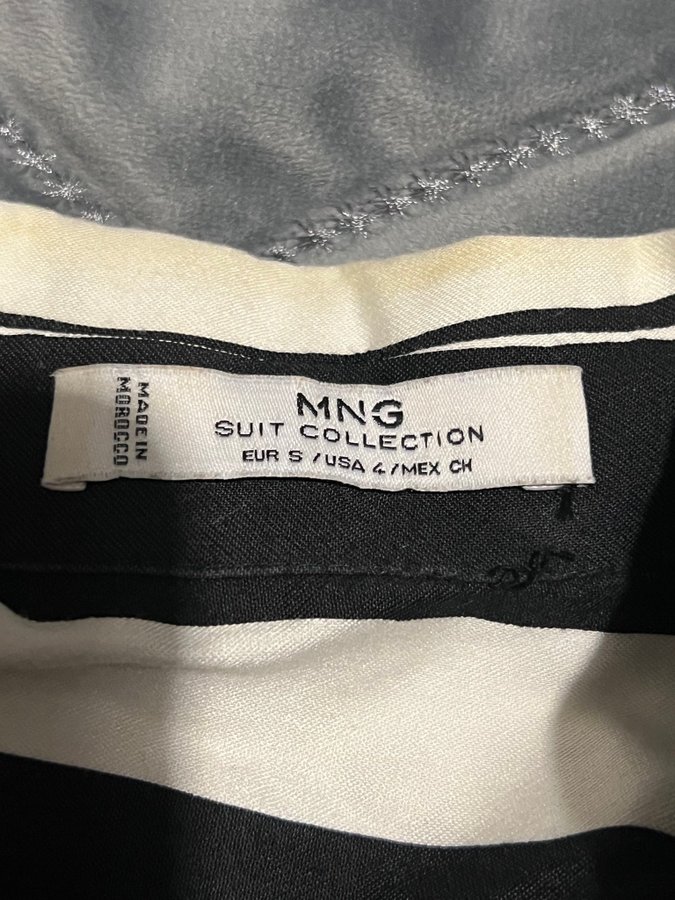 MNG
SUIT COLLECTION
EUR S / USA 4 / MEX CH
MADE IN
MOROCCO